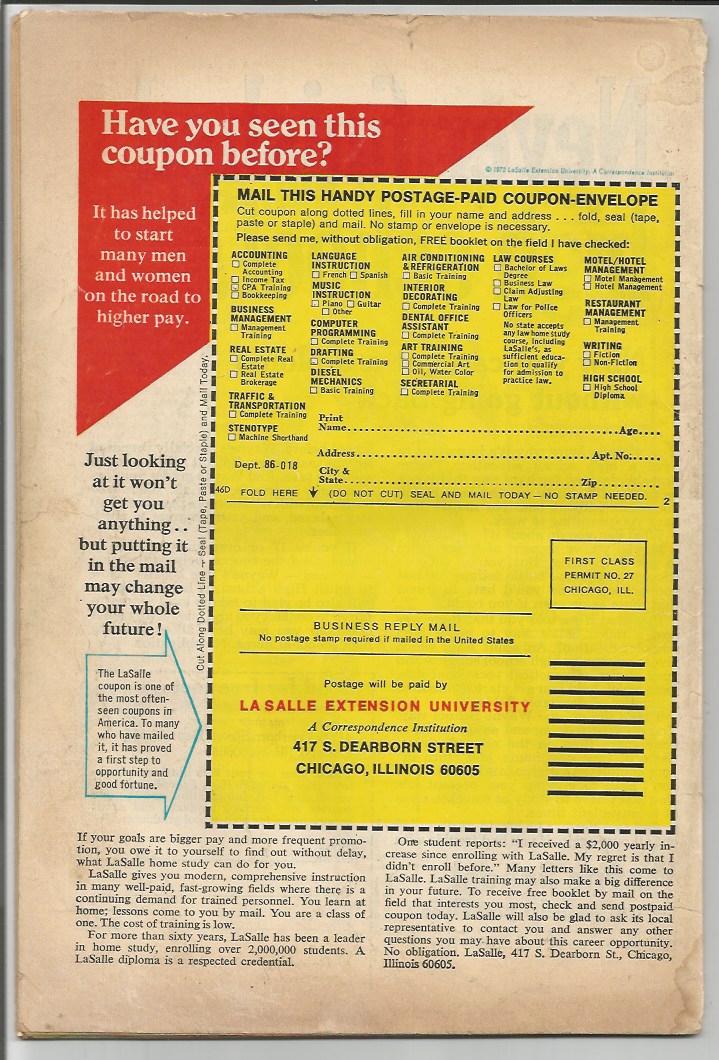 Have you seen this
coupon before?
© 1973 LaSalle Extension University, A Correspondence Institution
It has helped
to start
many men
and women
on the road to
higher pay.
MAIL THIS HANDY POSTAGE-PAID COUPON-ENVELOPE
Cut coupon along dotted lines, fill in your name and address . . . fold, seal (tape,
paste or staple) and mail. No stamp or envelope is necessary.
Please send me, without obligation, FREE booklet on the field I have checked:
ACCOUNTING
Complete
Accounting
Income Tax
CPA Training
Bookkeeping
BUSINESS
MANAGEMENT
Management
Training
REAL ESTATE
Complete Real
Estate
Real Estate
Brokerage
TRAFFIC &
TRANSPORTATION
Complete Training
STENOTYPE
Machine Shorthand
LANGUAGE
INSTRUCTION
French Spanish
MUSIC
INSTRUCTION
Piano Guitar
Other
COMPUTER
PROGRAMMING
Complete Training
DRAFTING
Complete Training
DIESEL
MECHANICS
Basic Training
AIR CONDITIONING
& REFRIGERATION
Basic Training
INTERIOR
DECORATING
Complete Training
DENTAL OFFICE
ASSISTANT
Complete Training
ART TRAINING
Complete Training
Commercial Art
Oil, Water Color
SECRETARIAL
Complete Training
LAW COURSES
Bachelor of Laws
Degree
Business Law
Claim Adjusting
Law
Law for Police
Officers
No state accepts
any law home study
course, including
LaSalle's, as
sufficient educa-
tion to qualify
for admission to
practice law.
MOTEL/HOTEL
MANAGEMENT
Motel Management
Hotel Management
RESTAURANT
MANAGEMENT
Management
Training
WRITING
Fiction
Non-Fiction
HIGH SCHOOL
High School
Diploma
Print
Name.......... Age....
Address.......... Apt. No.....
Dept. 86-018
City &
State.......... Zip..........
46D FOLD HERE ↓ (DO NOT CUT) SEAL AND MAIL TODAY — NO STAMP NEEDED. 2
Cut Along Dotted Line — Seal (Tape, Paste or Staple) and Mail Today.
Just looking
at it won't
get you
anything..
but putting it
in the mail
may change
your whole
future!
The LaSalle
coupon is one of
the most often-
seen coupons in
America. To many
who have mailed
it, it has proved
a first step to
opportunity and
good fortune.
FIRST CLASS
PERMIT NO. 27
CHICAGO, ILL.
BUSINESS REPLY MAIL
No postage stamp required if mailed in the United States
Postage will be paid by
LA SALLE EXTENSION UNIVERSITY
A Correspondence Institution
417 S. DEARBORN STREET
CHICAGO, ILLINOIS 60605
If your goals are bigger pay and more frequent promo-
tion, you owe it to yourself to find out without delay,
what LaSalle home study can do for you.
LaSalle gives you modern, comprehensive instruction
in many well-paid, fast-growing fields where there is a
continuing demand for trained personnel. You learn at
home; lessons come to you by mail. You are a class of
one. The cost of training is low.
For more than sixty years, LaSalle has been a leader
in home study, enrolling over 2,000,000 students. A
LaSalle diploma is a respected credential.
One student reports: "I received a $2,000 yearly in-
crease since enrolling with LaSalle. My regret is that I
didn't enroll before." Many letters like this come to
LaSalle. LaSalle training may also make a big difference
in your future. To receive free booklet by mail on the
field that interests you most, check and send postpaid
coupon today. LaSalle will also be glad to ask its local
representative to contact you and answer any other
questions you may have about this career opportunity.
No obligation. LaSalle, 417 S. Dearborn St., Chicago,
Illinois 60605.